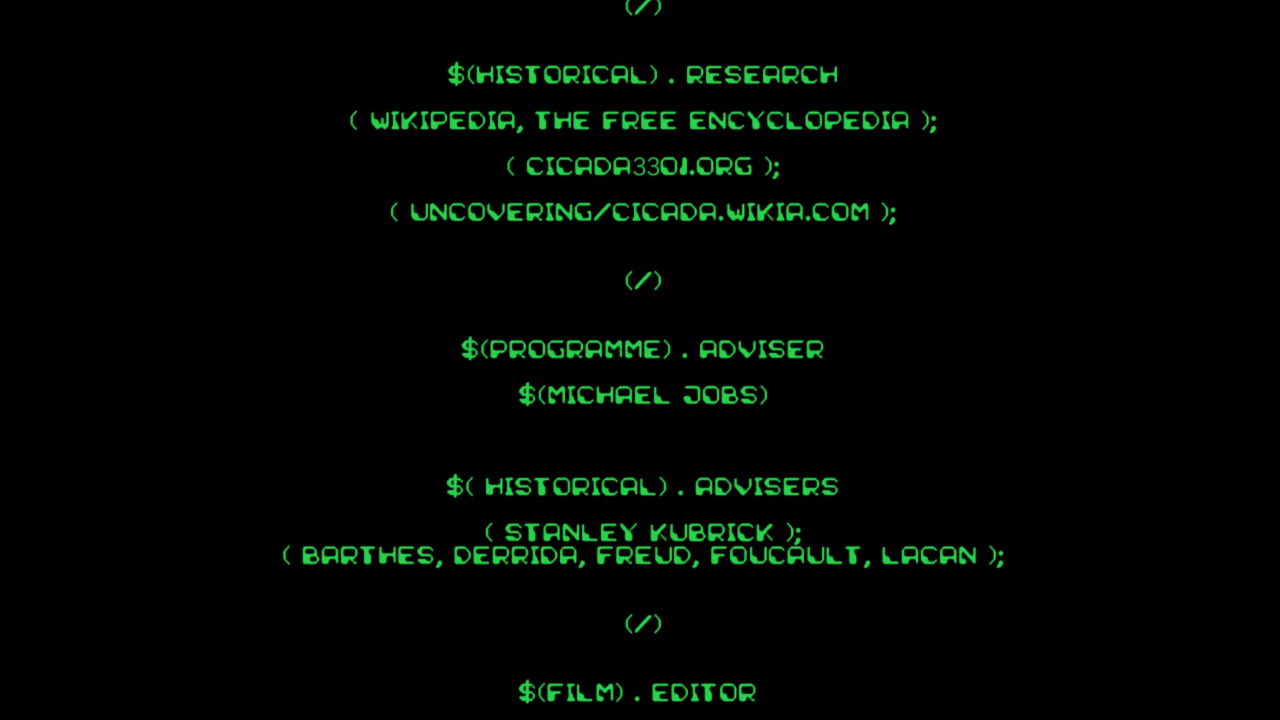 (/)
$(HISTORICAL) . RESEARCH
( WIKIPEDIA, THE FREE ENCYCLOPEDIA );
( CICADA3301.ORG );
( UNCOVERING/CICADA.WIKIA.COM );
(/)
$(PROGRAMME) . ADVISER
$(MICHAEL JOBS)
$( HISTORICAL) . ADVISERS
( STANLEY KUBRICK );
( BARTHES, DERRIDA, FREUD, FOUCAULT, LACAN );
(/)
$(FILM) . EDITOR